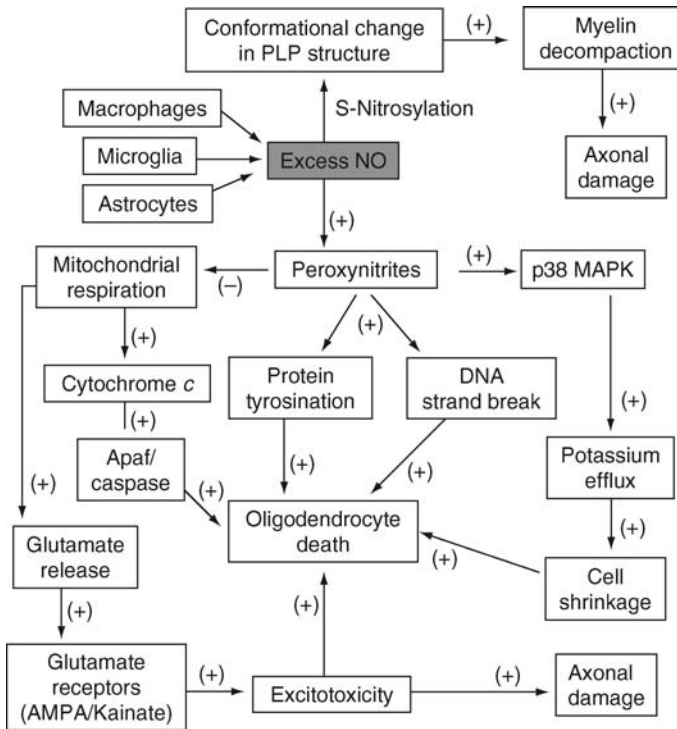 Conformational change
in PLP structure
(+)
Myelin
decompaction
(+)
Axonal
damage
Macrophages
Microglia
Astrocytes
S-Nitrosylation
Excess NO
(+)
Mitochondrial
respiration
(−)
Peroxynitrites
(+)
p38 MAPK
(+)
(+)
Cytochrome c
(+)
Protein
tyrosination
DNA
strand break
(+)
Apaf/
caspase
(+)
(+)
(+)
Potassium
efflux
(+)
(+)
Glutamate
release
Oligodendrocyte
death
(+)
Cell
shrinkage
(+)
(+)
Glutamate
receptors
(AMPA/Kainate)
(+)
Excitotoxicity
(+)
Axonal
damage